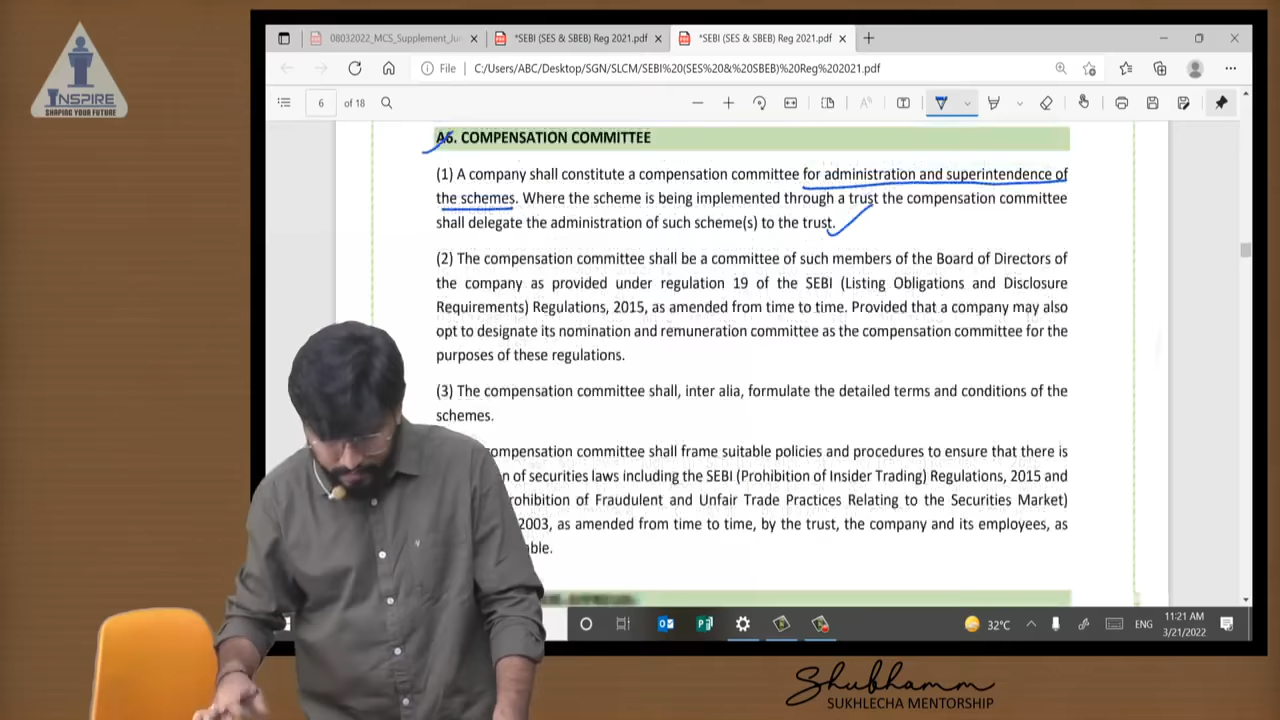 INSPIRE
SHAPING YOUR FUTURE
08032022_MCS_Supplement_Ju
*SEBI (SES & SBEB) Reg 2021.pdf
*SEBI (SES & SBEB) Reg 2021.pdf
File
C:/Users/ABC/Desktop/SGN/SLCM/SEBI%20(SES%20&%20SBEB)%20Reg%202021.pdf
6 of 18
A6. COMPENSATION COMMITTEE
(1) A company shall constitute a compensation committee for administration and superintendence of
the schemes. Where the scheme is being implemented through a trust the compensation committee
shall delegate the administration of such scheme(s) to the trust.
(2) The compensation committee shall be a committee of such members of the Board of Directors of
the company as provided under regulation 19 of the SEBI (Listing Obligations and Disclosure
Requirements) Regulations, 2015, as amended from time to time. Provided that a company may also
opt to designate its nomination and remuneration committee as the compensation committee for the
purposes of these regulations.
(3) The compensation committee shall, inter alia, formulate the detailed terms and conditions of the
schemes.
ompensation committee shall frame suitable policies and procedures to ensure that there is
n of securities laws including the SEBI (Prohibition of Insider Trading) Regulations, 2015 and
rohibition of Fraudulent and Unfair Trade Practices Relating to the Securities Market)
2003, as amended from time to time, by the trust, the company and its employees, as
ble.
32°C
ENG
11:21 AM
3/21/2022
Shubhamm
SUKHLECHA MENTORSHIP